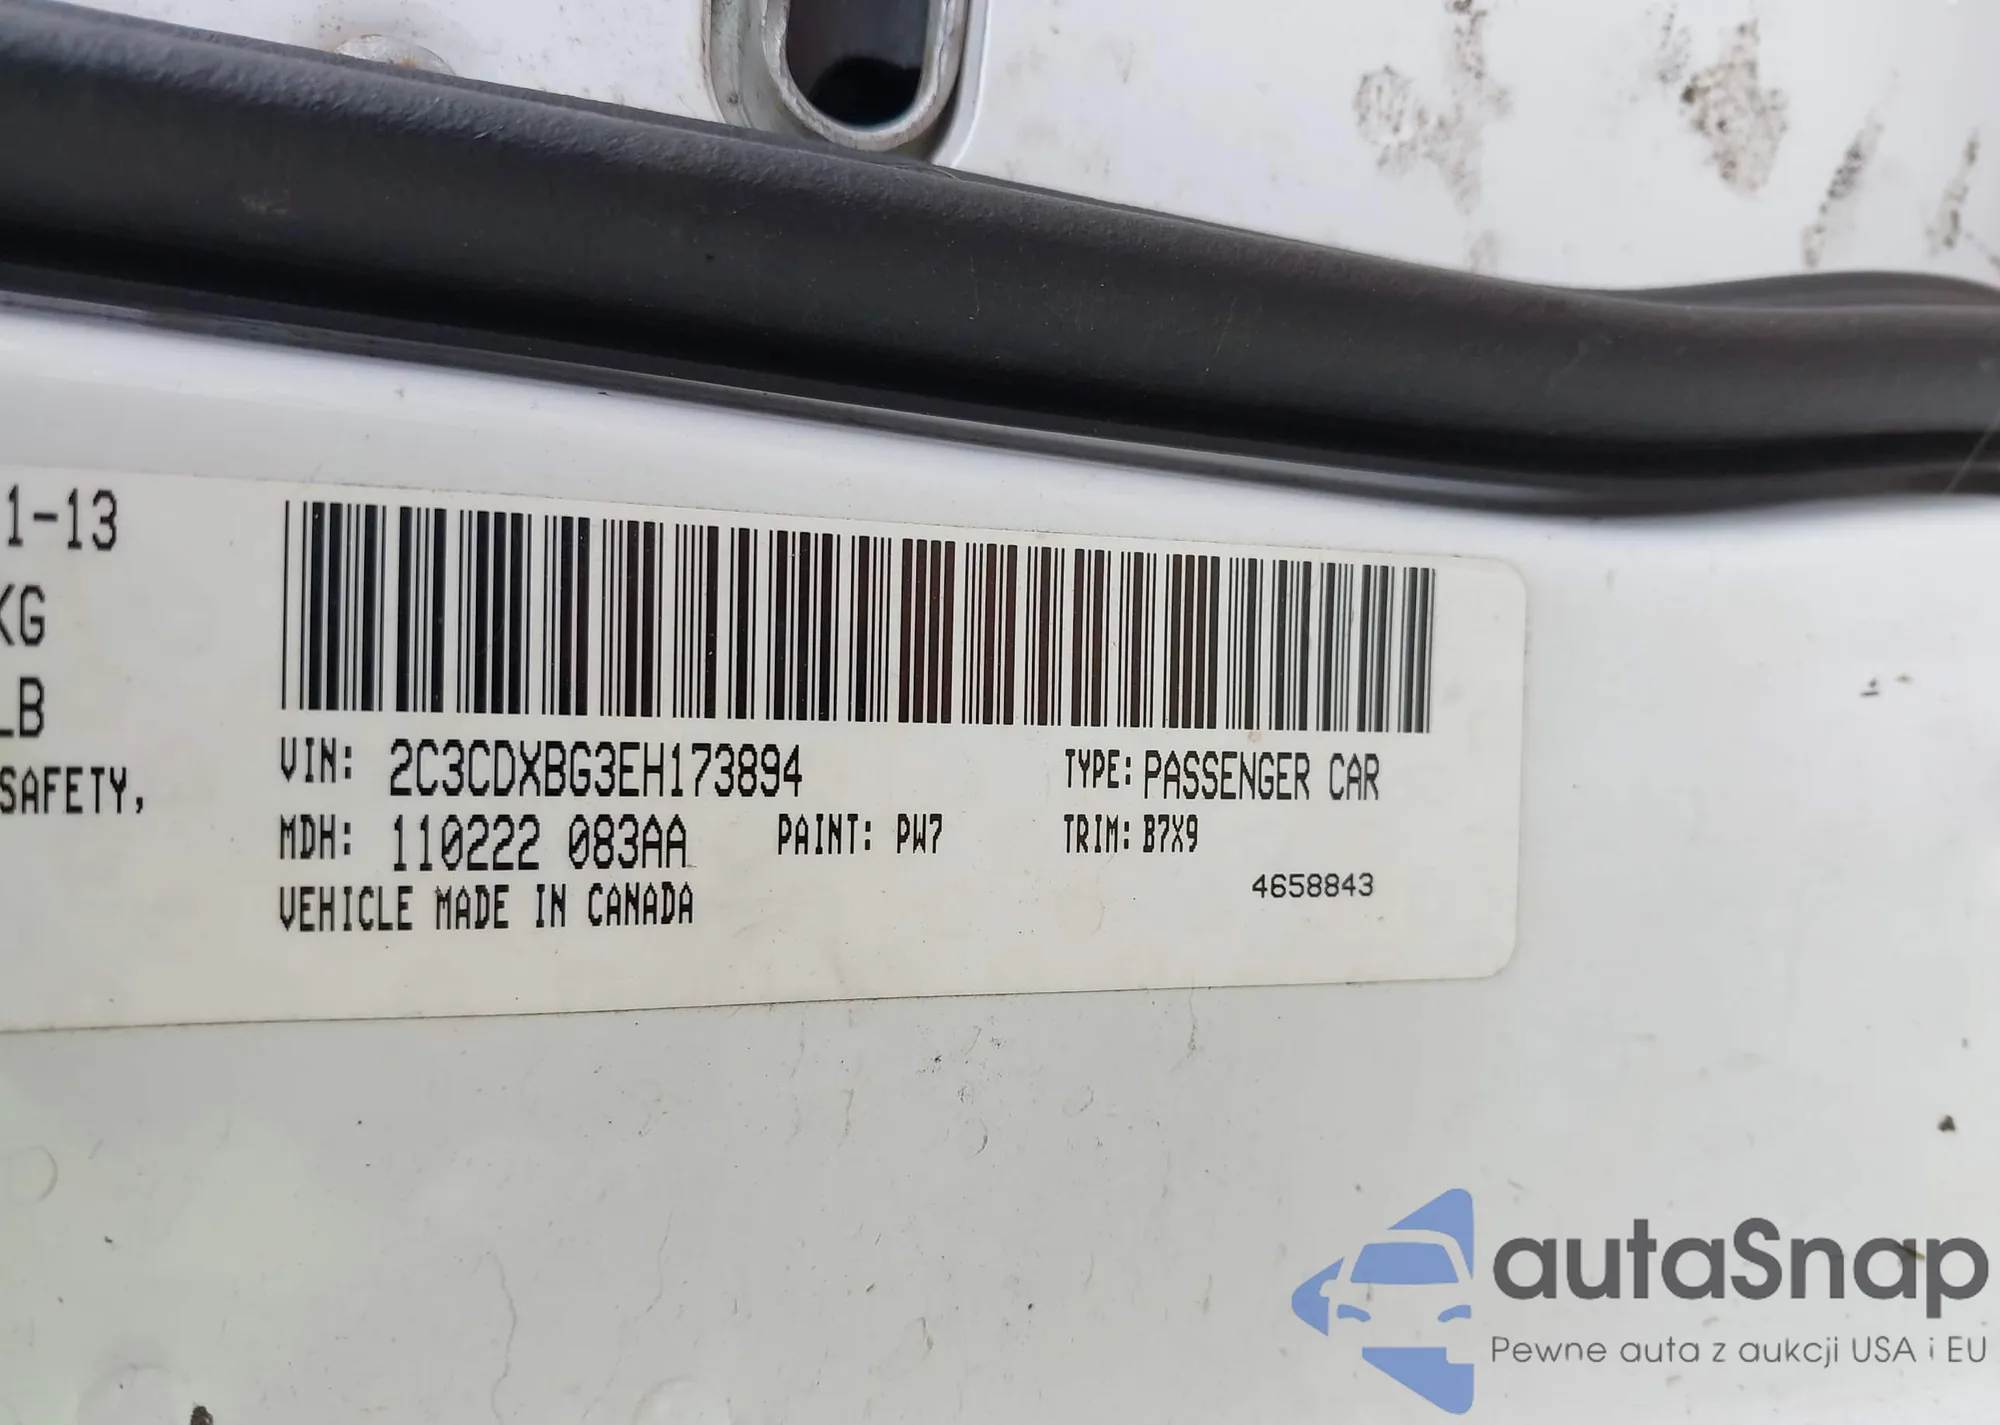 1-13
KG
LB
SAFETY,
VIN: 2C3CDXBG3EH173894
TYPE: PASSENGER CAR
MDH: 110222 083AA PAINT: PW7 TRIM: B7X9
VEHICLE MADE IN CANADA
4658843
autaSnap
Pewne auta z aukcji USA i EU